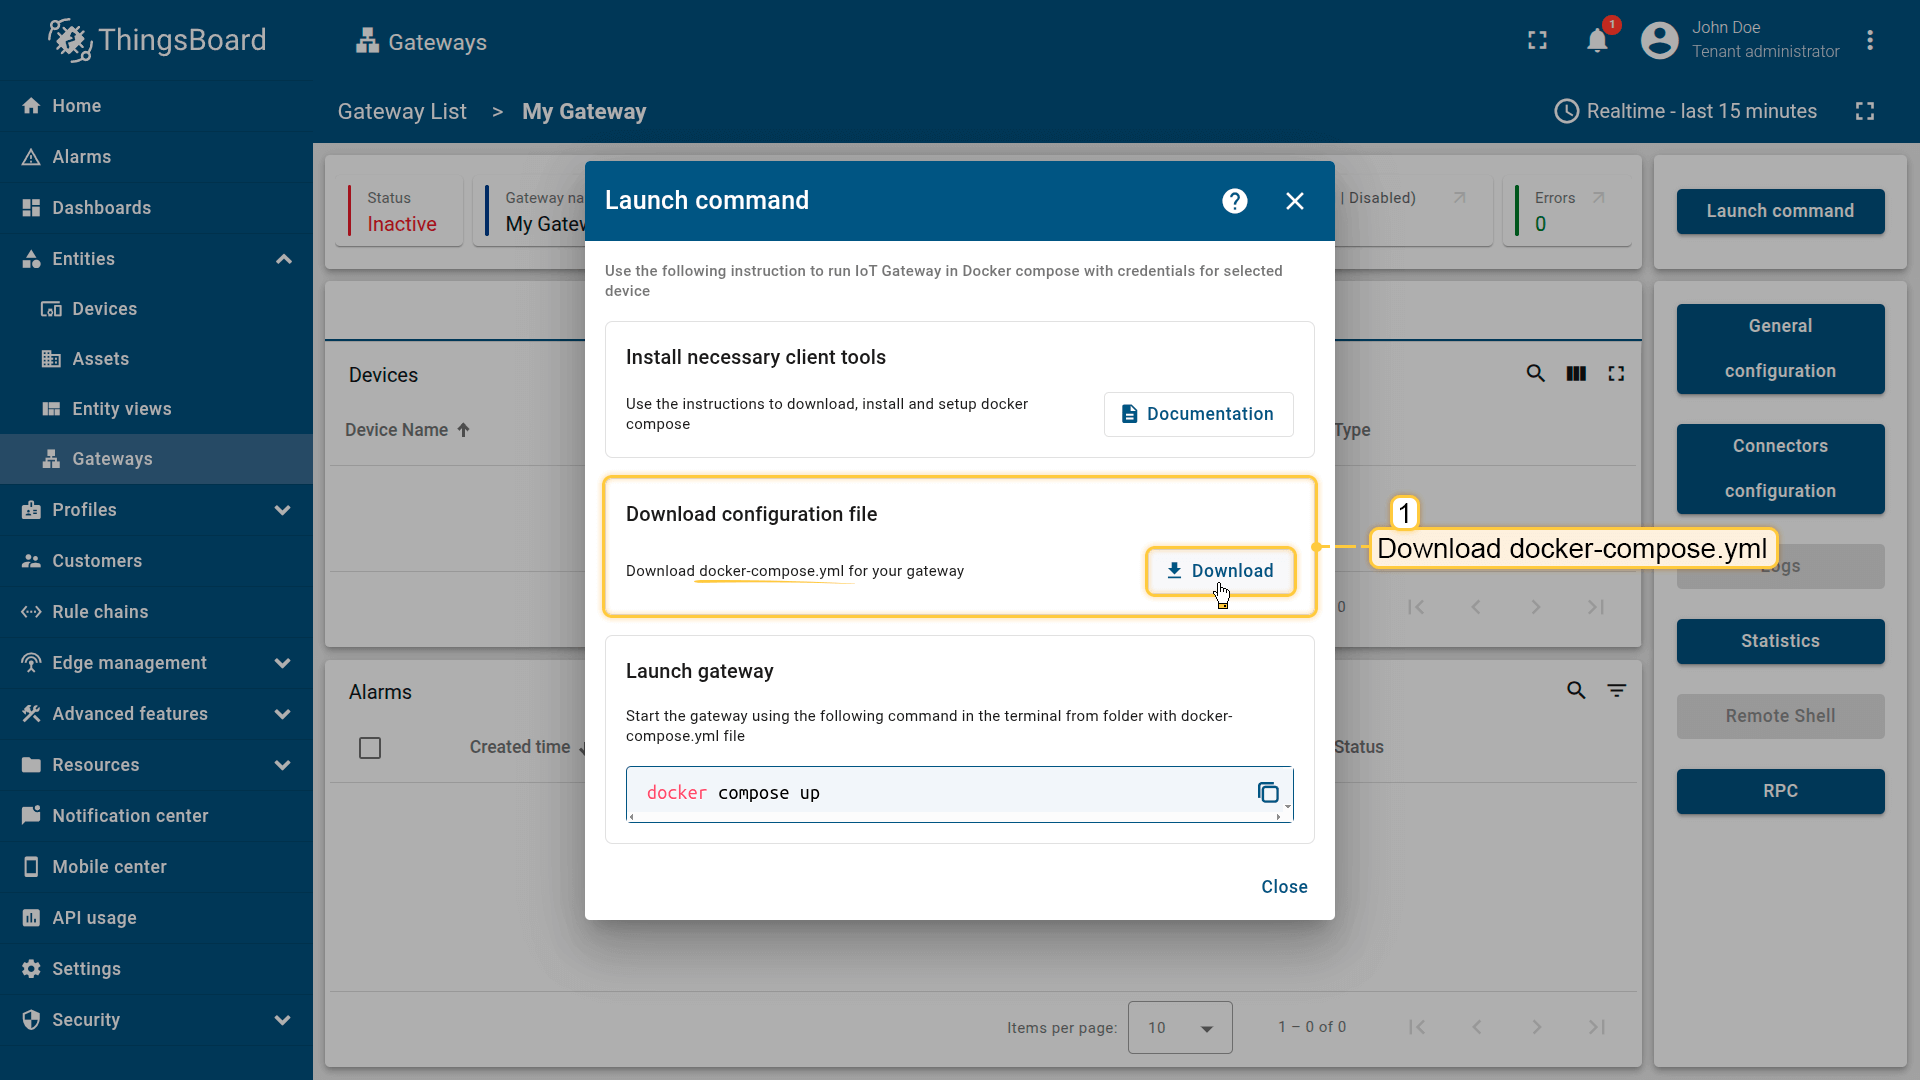 ThingsBoard
Gateways
1
John Doe
Tenant administrator
Home
Alarms
Dashboards
Entities
Devices
Assets
Entity views
Gateways
Profiles
Customers
Rule chains
Edge management
Advanced features
Resources
Notification center
Mobile center
API usage
Settings
Security
Gateway List > My Gateway
Realtime - last 15 minutes
Status
Inactive
Gateway na
My Gatew
| Disabled)
Errors
0
Launch command
General
configuration
Connectors
configuration
ogs
Statistics
Remote Shell
RPC
Devices
Device Name
Type
0
Alarms
Created time
Status
Items per page:
10
1 – 0 of 0
Launch command
?
Use the following instruction to run IoT Gateway in Docker compose with credentials for selected
device
Install necessary client tools
Use the instructions to download, install and setup docker
compose
Documentation
Download configuration file
Download docker-compose.yml for your gateway
Download
1
Download docker-compose.yml
Launch gateway
Start the gateway using the following command in the terminal from folder with docker-
compose.yml file
docker compose up
Close